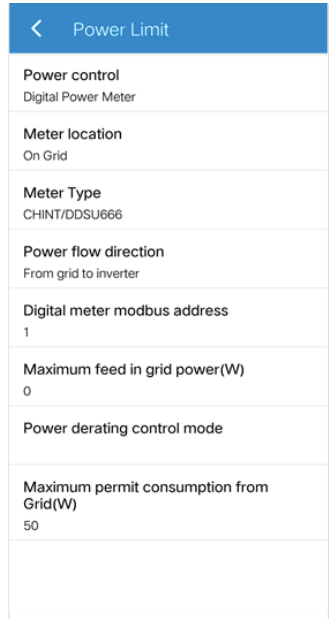 Power Limit
Power control
Digital Power Meter
Meter location
On Grid
Meter Type
CHINT/DDSU666
Power flow direction
From grid to inverter
Digital meter modbus address
1
Maximum feed in grid power(W)
0
Power derating control mode
Maximum permit consumption from
Grid(W)
50